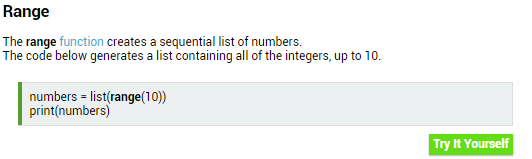 Range
The range function creates a sequential list of numbers.
The code below generates a list containing all of the integers, up to 10.
numbers = list(range(10))
print(numbers)
Try It Yourself